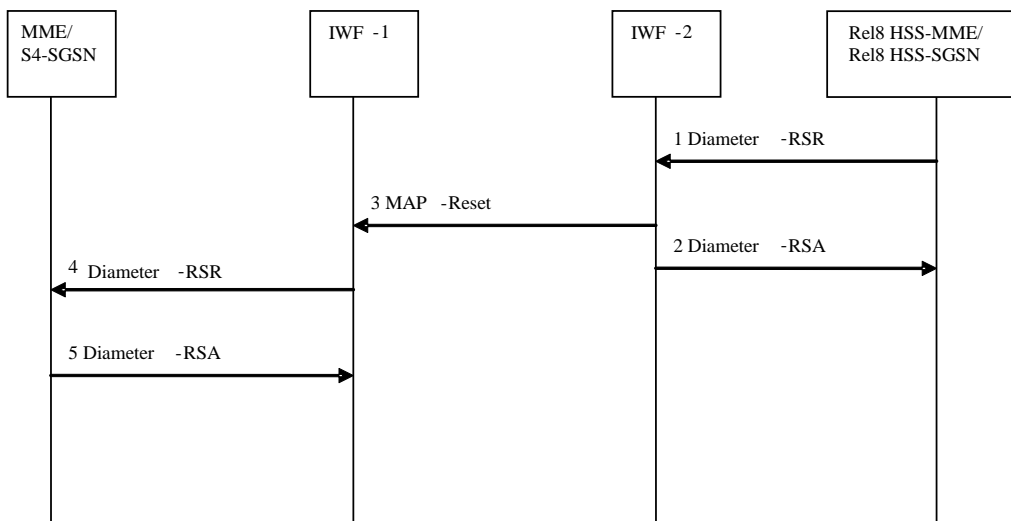 MME/
S4-SGSN
IWF -1
IWF -2
Rel8 HSS-MME/
Rel8 HSS-SGSN
1 Diameter -RSR
3 MAP -Reset
2 Diameter -RSA
4 Diameter -RSR
5 Diameter -RSA